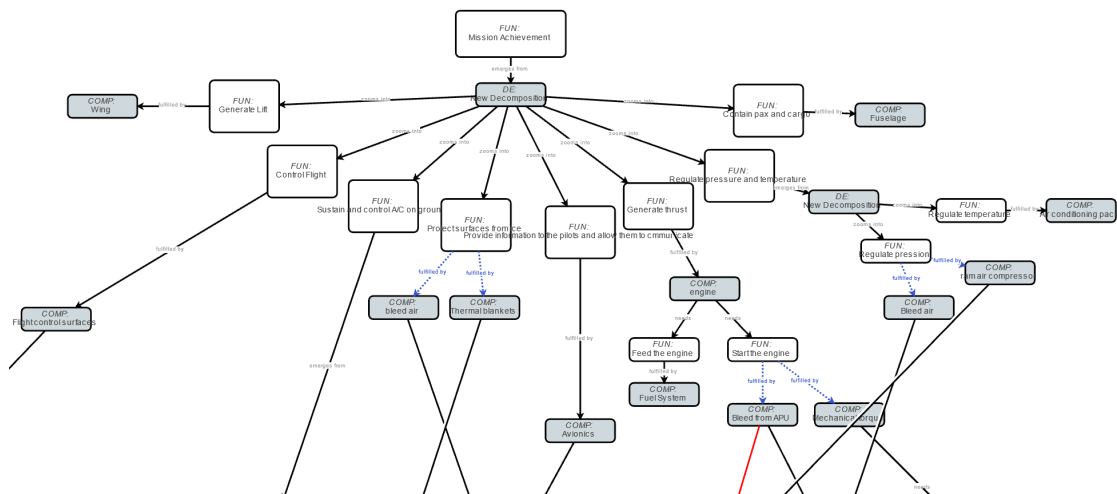 FUN:
Mission Achievement
emerges from
DE:
New Decomposition
zooms into
FUN:
Generate Lift
fulfilled by
COMP:
Wing
zooms into
FUN:
Contain pax and cargo
fulfilled by
COMP:
Fuselage
zooms into
FUN:
Control Flight
fulfilled by
COMP:
Flight control surfaces
zooms into
FUN:
Sustain and control A/C on groun
emerges from
zooms into
FUN:
Protect surfaces from ice
fulfilled by
COMP:
bleed air
fulfilled by
COMP:
Thermal blankets
zooms into
FUN:
Provide information to the pilots and allow them to cmmunicate
fulfilled by
COMP:
Avionics
zooms into
FUN:
Generate thrust
fulfilled by
COMP:
engine
needs
FUN:
Feed the engine
fulfilled by
COMP:
Fuel System
needs
FUN:
Start the engine
fulfilled by
COMP:
Bleed from APU
fulfilled by
COMP:
Mechanical torqu
needs
zooms into
FUN:
Regulate pressure and temperature
emerges from
DE:
New Decomposition
zooms into
FUN:
Regulate temperature
fulfilled by
COMP:
Air conditioning pac
zooms into
FUN:
Regulate pression
fulfilled by
COMP:
Bleed air
fulfilled by
COMP:
ram air compressor